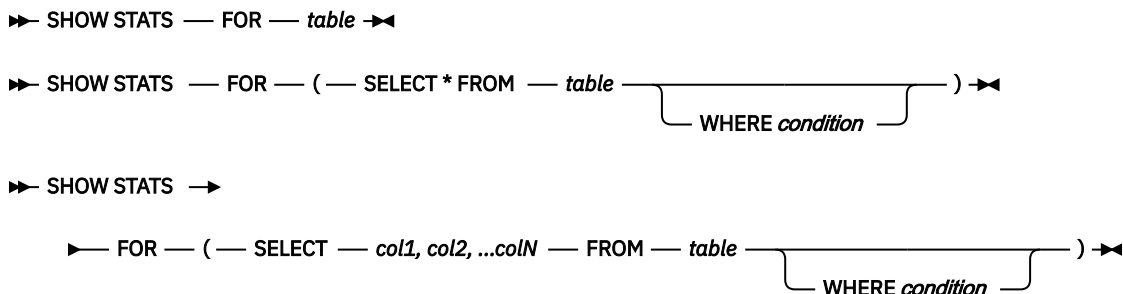 SHOW STATS FOR table
SHOW STATS FOR ( SELECT * FROM table )
WHERE condition
SHOW STATS
FOR ( SELECT col1, col2, ...colN FROM table )
WHERE condition